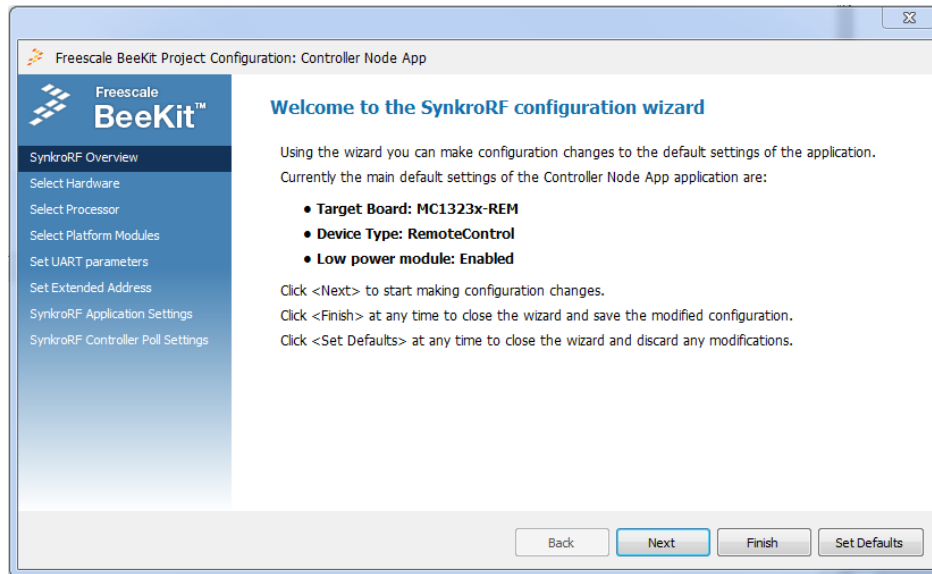 Freescale BeeKit Project Configuration: Controller Node App
Freescale
BeeKit™
SynkroRF Overview
Select Hardware
Select Processor
Select Platform Modules
Set UART parameters
Set Extended Address
SynkroRF Application Settings
SynkroRF Controller Poll Settings
Welcome to the SynkroRF configuration wizard
Using the wizard you can make configuration changes to the default settings of the application.
Currently the main default settings of the Controller Node App application are:
• Target Board: MC1323x-REM
• Device Type: RemoteControl
• Low power module: Enabled
Click <Next> to start making configuration changes.
Click <Finish> at any time to close the wizard and save the modified configuration.
Click <Set Defaults> at any time to close the wizard and discard any modifications.
Back Next Finish Set Defaults